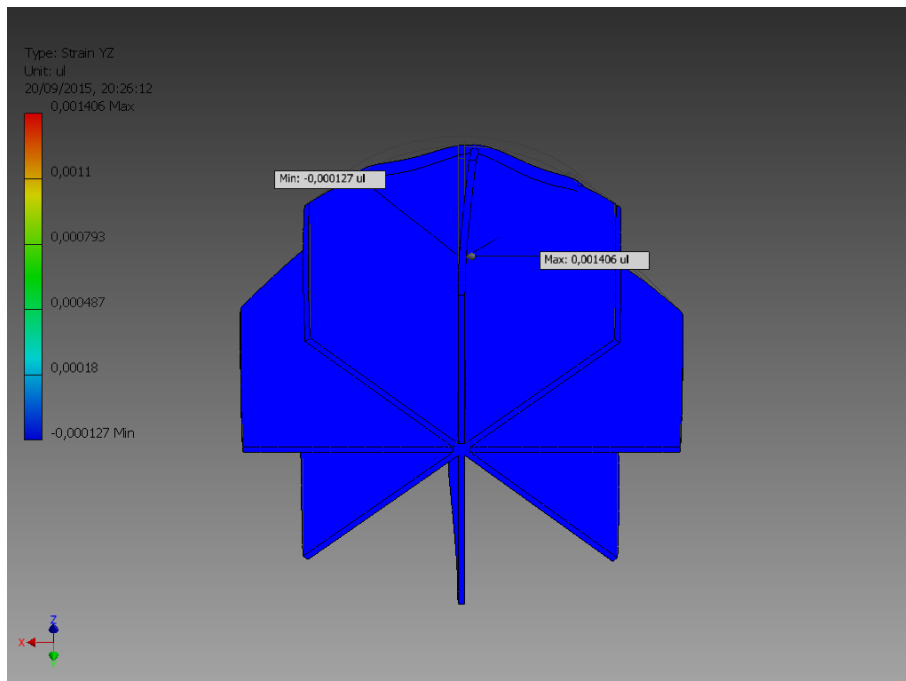 Type: Strain YZ
Unit: ul
20/09/2015, 20:26:12
0,001406 Max
0,0011
0,000793
0,000487
0,00018
-0,000127 Min
Min: -0,000127 ul
Max: 0,001406 ul
Z
X